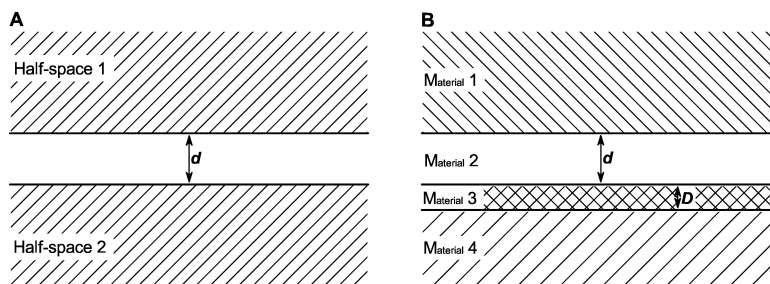 A
Half-space 1
d
Half-space 2
B
Material 1
Material 2
d
Material 3
D
Material 4